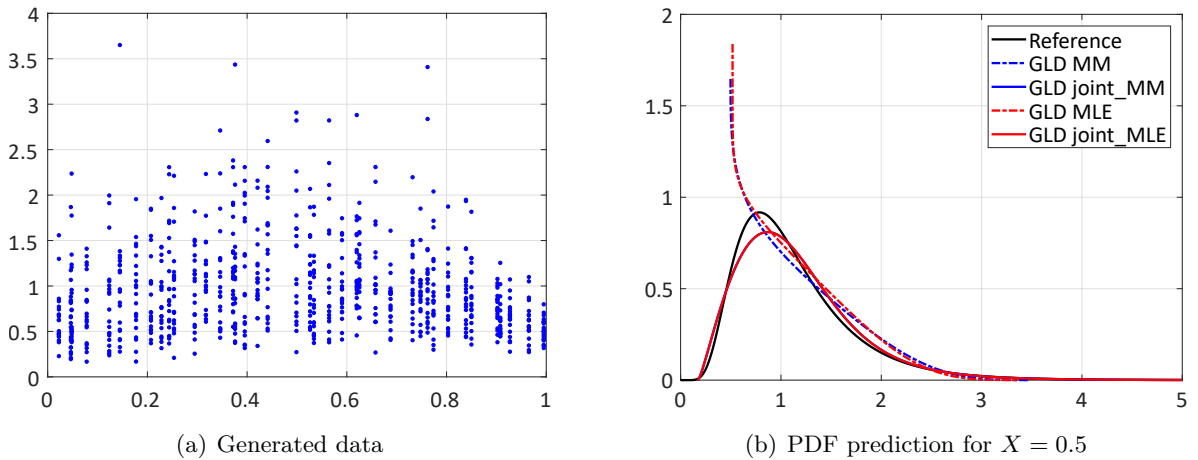 4
3.5
3
2.5
2
1.5
1
0.5
0
0 0.2 0.4 0.6 0.8 1
(a) Generated data
2
1.5
1
0.5
0
0 1 2 3 4 5
Reference
GLD MM
GLD joint_MM
GLD MLE
GLD joint_MLE
(b) PDF prediction for X = 0.5